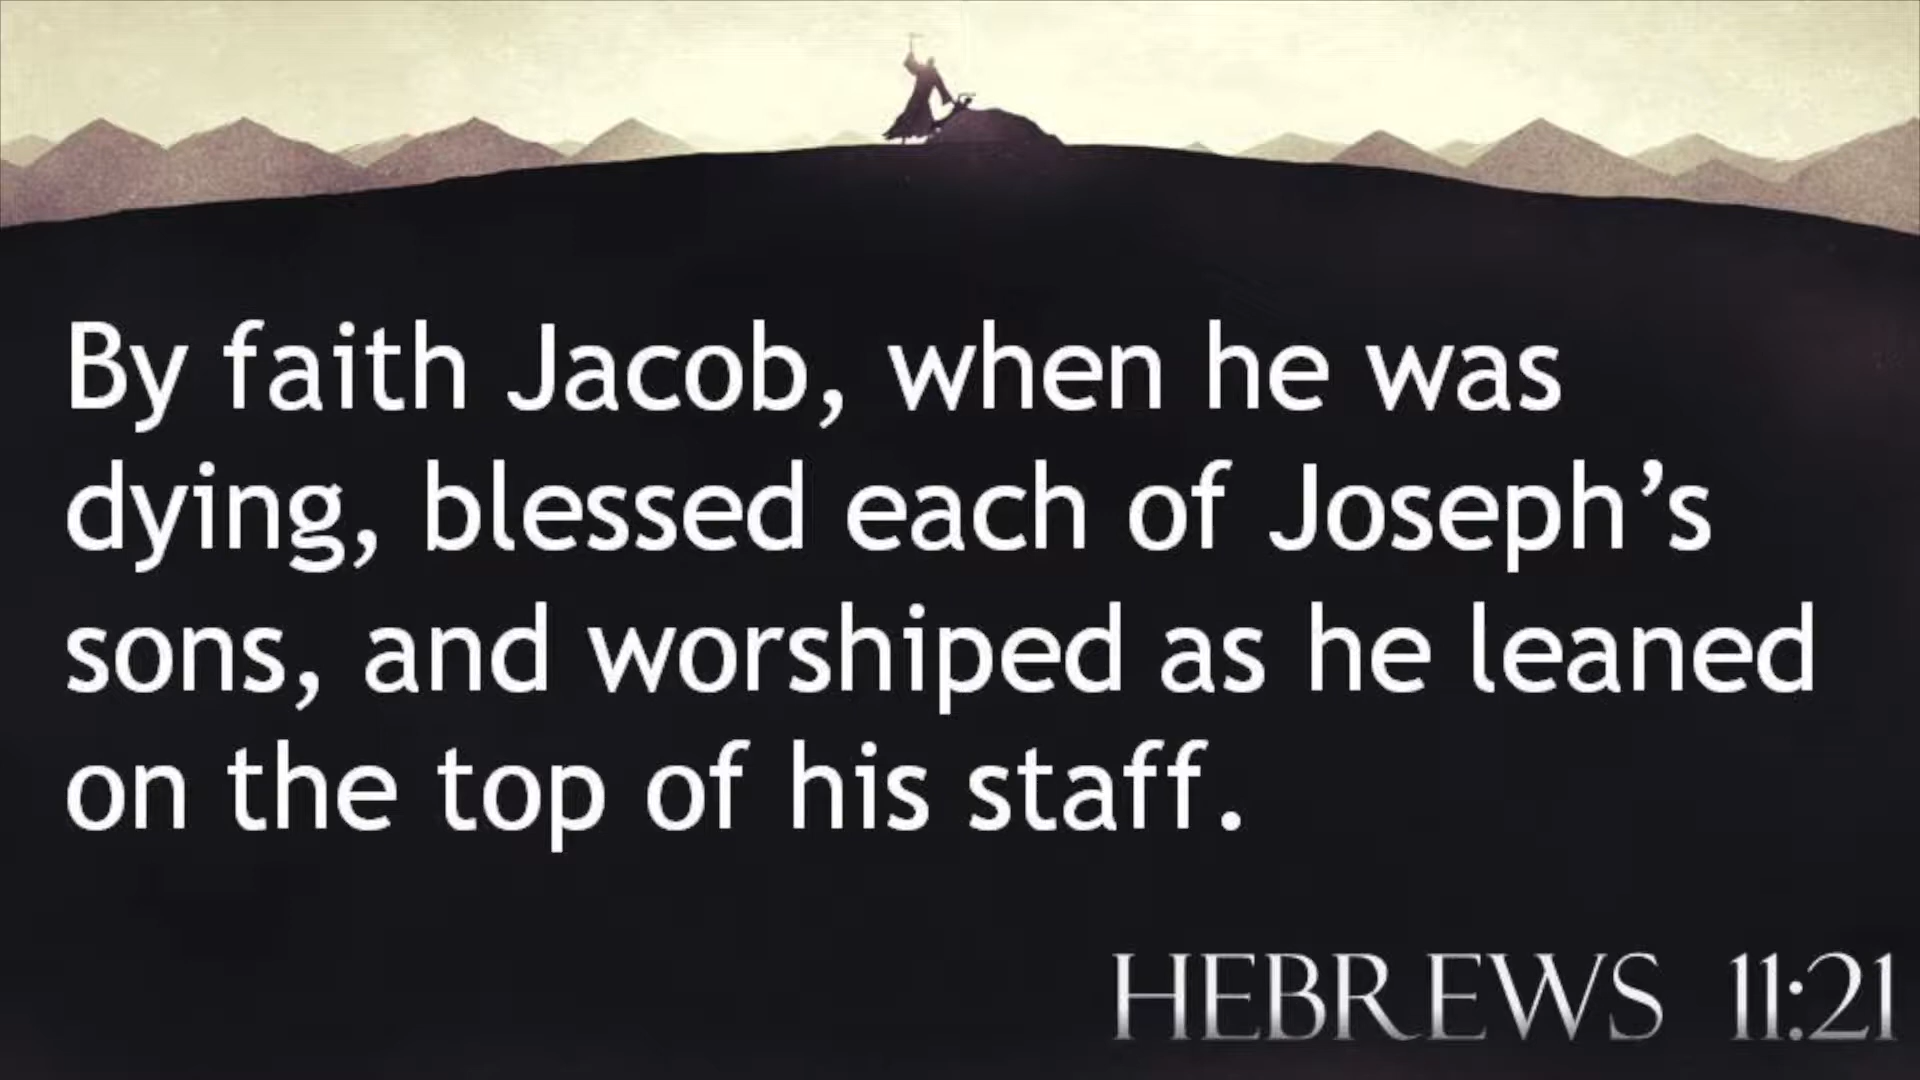 By faith Jacob, when he was
dying, blessed each of Joseph’s
sons, and worshiped as he leaned
on the top of his staff.
HEBREWS 11:21